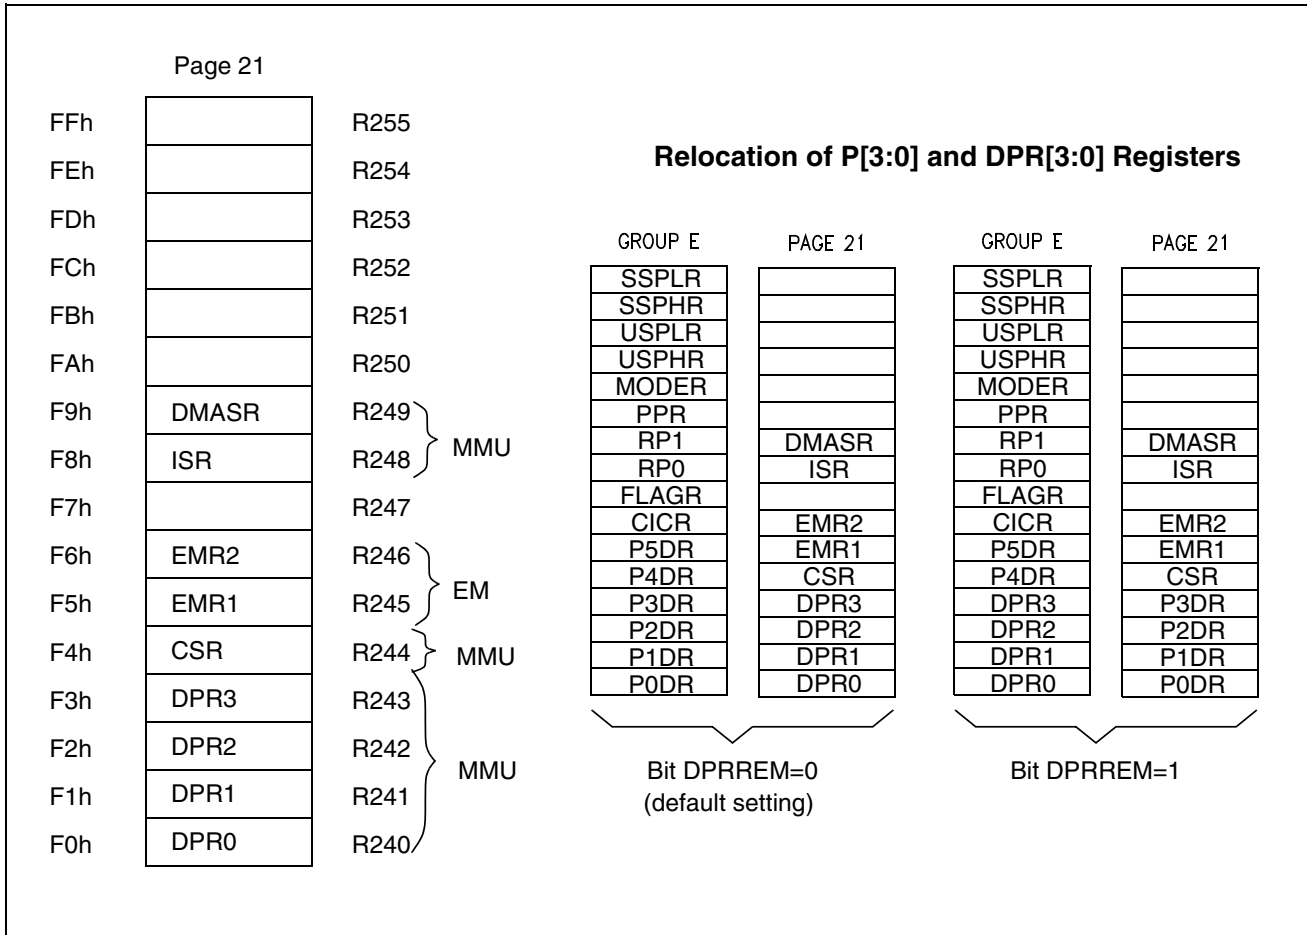 Page 21
FFh R255
FEh R254
FDh R253
FCh R252
FBh R251
FAh R250
F9h DMASR R249
F8h ISR R248
MMU
F7h R247
F6h EMR2 R246
F5h EMR1 R245
EM
F4h CSR R244 MMU
F3h DPR3 R243
F2h DPR2 R242
MMU
F1h DPR1 R241
F0h DPR0 R240
Relocation of P[3:0] and DPR[3:0] Registers
GROUP E PAGE 21 GROUP E PAGE 21
SSPLR SSPLR
SSPHR SSPHR
USPLR USPLR
USPHR USPHR
MODER MODER
PPR PPR
RP1 DMASR RP1 DMASR
RP0 ISR RP0 ISR
FLAGR FLAGR
CICR EMR2 CICR EMR2
P5DR EMR1 P5DR EMR1
P4DR CSR P4DR CSR
P3DR DPR3 DPR3 P3DR
P2DR DPR2 DPR2 P2DR
P1DR DPR1 DPR1 P1DR
P0DR DPR0 DPR0 P0DR
Bit DPRREM=0 Bit DPRREM=1
(default setting)